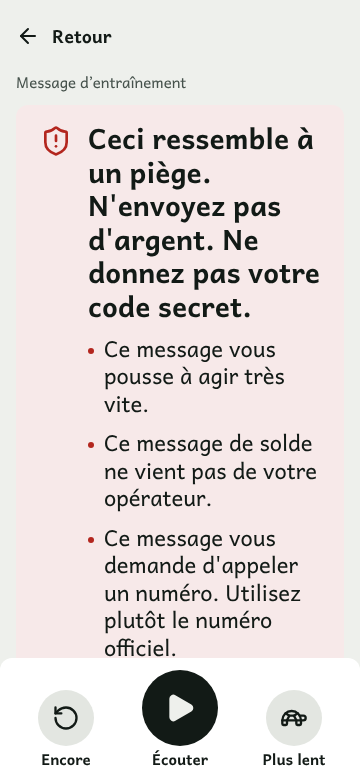 Retour
Message d’entraînement
Ceci ressemble à
un piège.
N'envoyez pas
d'argent. Ne
donnez pas votre
code secret.
Ce message vous
pousse à agir très
vite.
Ce message de solde
ne vient pas de votre
opérateur.
Ce message vous
demande d'appeler
un numéro. Utilisez
plutôt le numéro
officiel.
Encore
Écouter
Plus lent